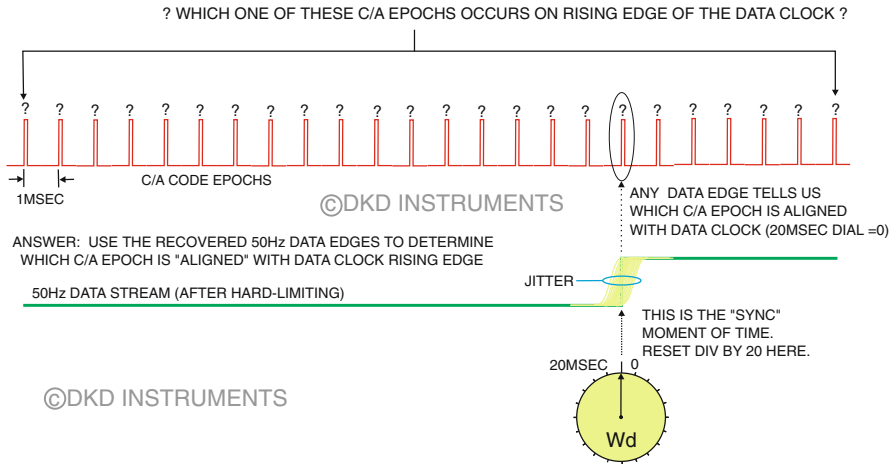 ? WHICH ONE OF THESE C/A EPOCHS OCCURS ON RISING EDGE OF THE DATA CLOCK ?
? ? ? ? ? ? ? ? ? ? ? ? ? ? ? ? ? ? ? ? ? ? ? ?
1MSEC
C/A CODE EPOCHS
©DKD INSTRUMENTS
ANY DATA EDGE TELLS US
WHICH C/A EPOCH IS ALIGNED
WITH DATA CLOCK (20MSEC DIAL =0)
ANSWER: USE THE RECOVERED 50Hz DATA EDGES TO DETERMINE
WHICH C/A EPOCH IS "ALIGNED" WITH DATA CLOCK RISING EDGE
JITTER
50Hz DATA STREAM (AFTER HARD-LIMITING)
THIS IS THE "SYNC"
MOMENT OF TIME.
RESET DIV BY 20 HERE.
20MSEC
0
©DKD INSTRUMENTS
Wd